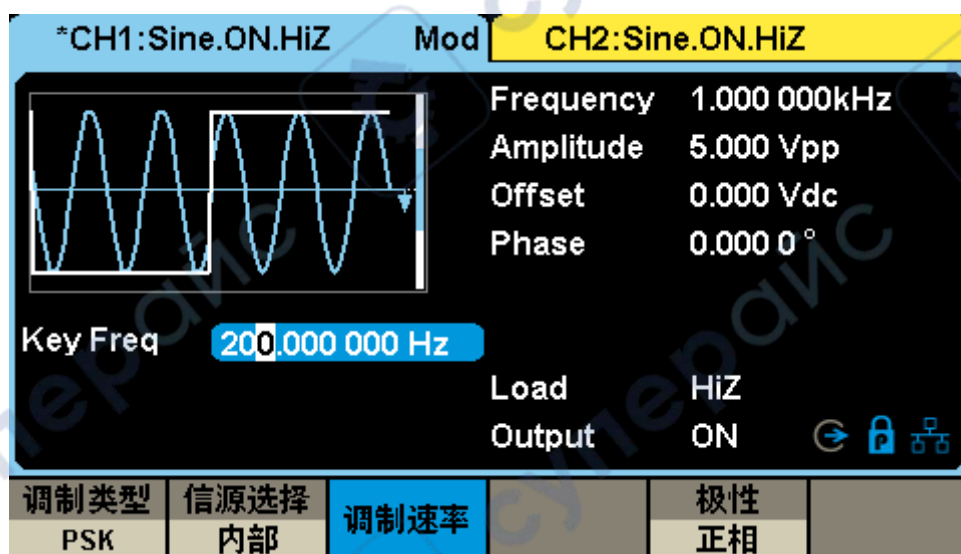 *CH1:Sine.ON.HiZ Mod CH2:Sine.ON.HiZ
Frequency 1.000 000kHz
Amplitude 5.000 Vpp
Offset 0.000 Vdc
Phase 0.000 0°
Key Freq 200.000 000 Hz
Load HiZ
Output ON
P
调制类型 信源选择 调制速率 极性
PSK 内部 正相
суперайс